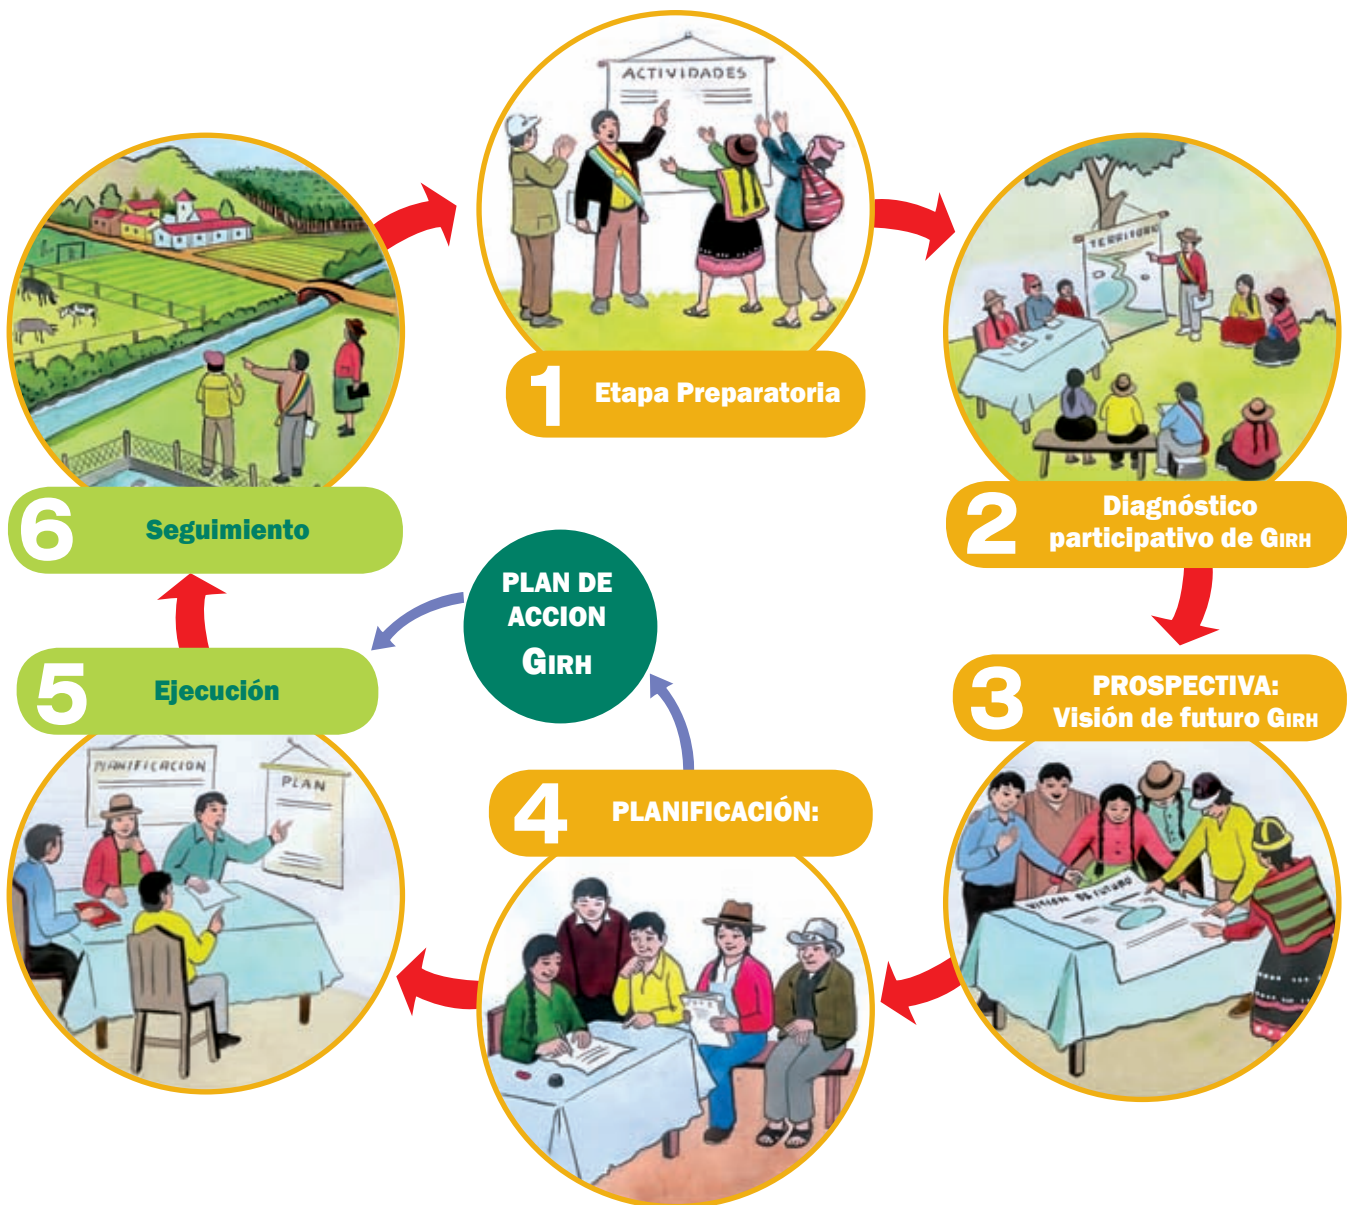 ACTIVIDADES
1 Etapa Preparatoria
TERRITORIO
2 Diagnóstico
participativo de GIRH
3 PROSPECTIVA:
Visión de futuro GIRH
VISION DE FUTURO
4 PLANIFICACIÓN:
PLAN DE
ACCION
GIRH
5 Ejecución
PLANIFICACION
PLAN
6 Seguimiento